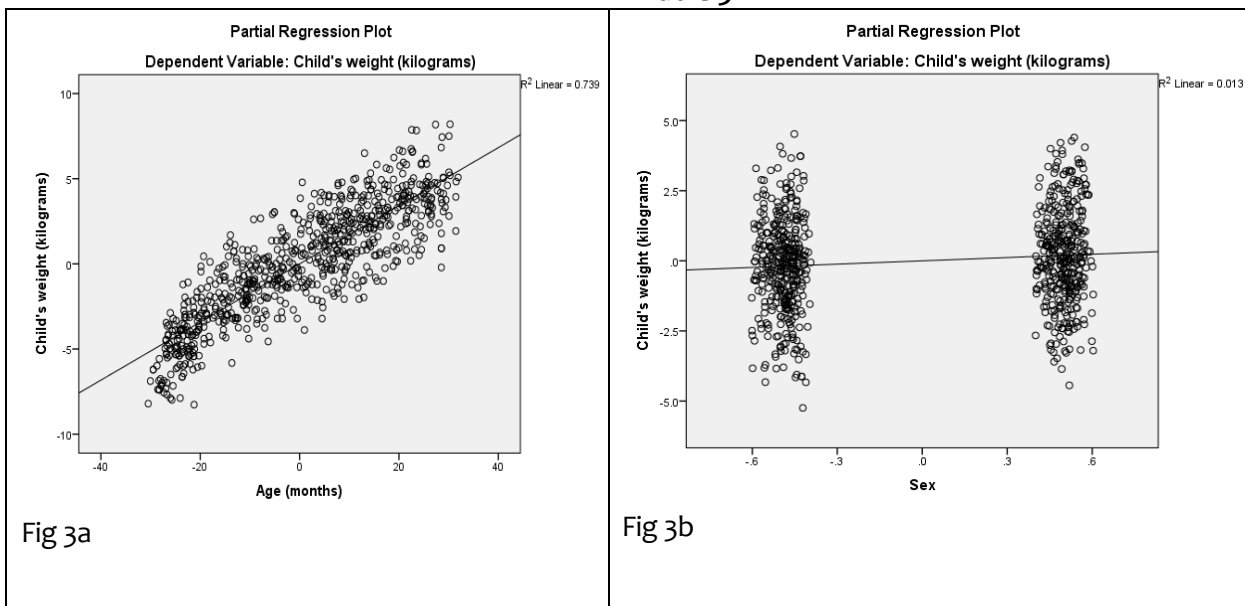 Partial Regression Plot
Dependent Variable: Child's weight (kilograms)
R2 Linear = 0.739
10
5
0
-5
-10
Child's weight (kilograms)
-40
-20
0
20
40
Age (months)
Fig 3a
Partial Regression Plot
Dependent Variable: Child's weight (kilograms)
R2 Linear = 0.013
5.0
2.5
.0
-2.5
-5.0
Child's weight (kilograms)
-.6
-.3
.0
.3
.6
Sex
Fig 3b